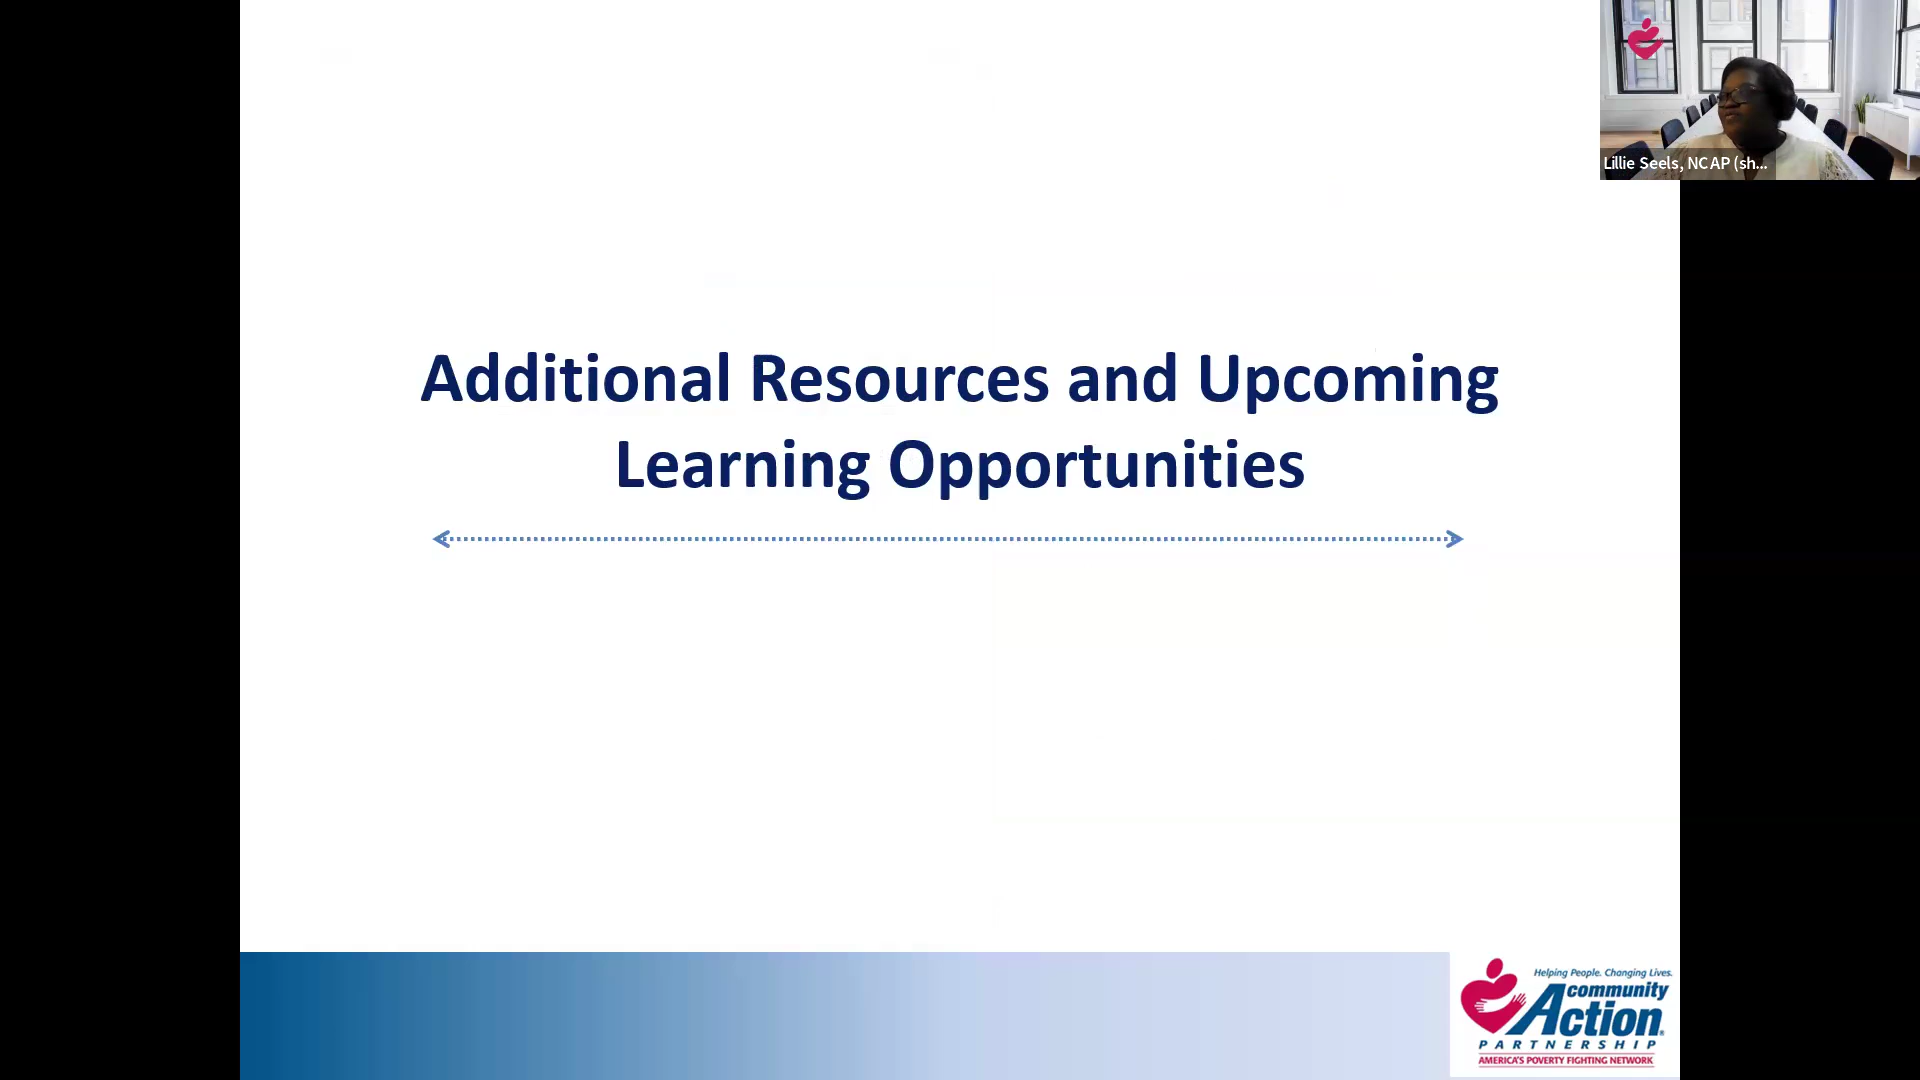 Lillie Seels, NCAP (sh...
Additional Resources and Upcoming
Learning Opportunities
Helping People. Changing Lives.
community
Action®
PARTNERSHIP
AMERICA'S POVERTY FIGHTING NETWORK